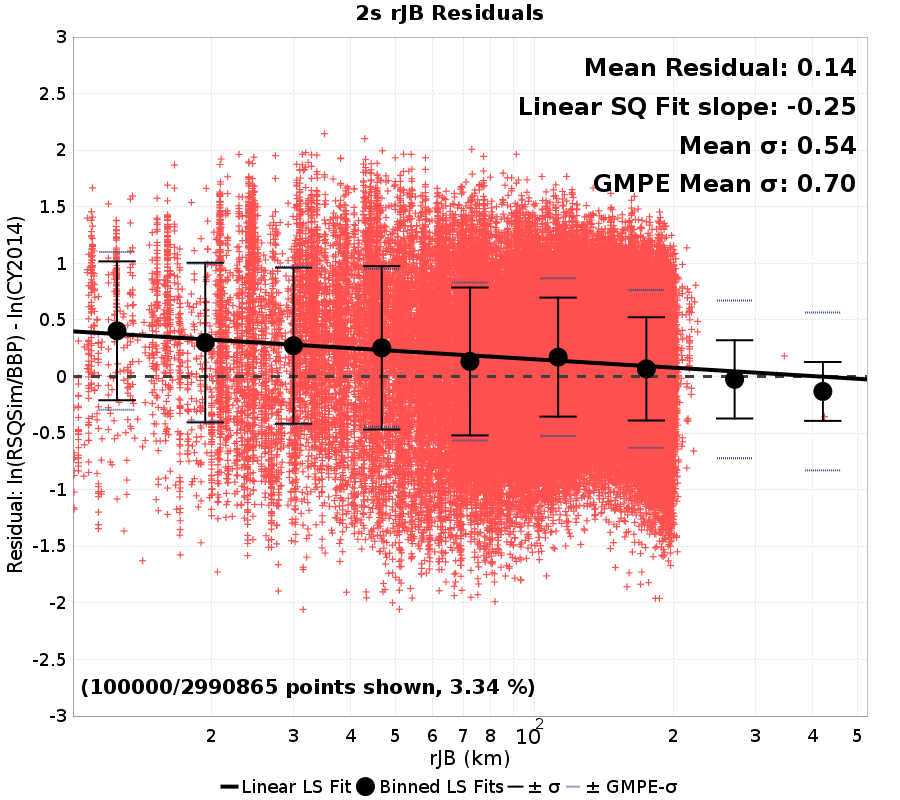 2s rJB Residuals
Mean Residual: 0.14
Linear SQ Fit slope: -0.25
Mean σ: 0.54
GMPE Mean σ: 0.70
Residual: ln(RSQSim/BBP) - ln(CY2014)
3
2.5
2
1.5
1
0.5
0
-0.5
-1
-1.5
-2
-2.5
-3
(100000/2990865 points shown, 3.34 %)
2 3 4 5 6 7 8 10² 2 3 4 5
rJB (km)
Linear LS Fit Binned LS Fits ± σ ± GMPE-σ